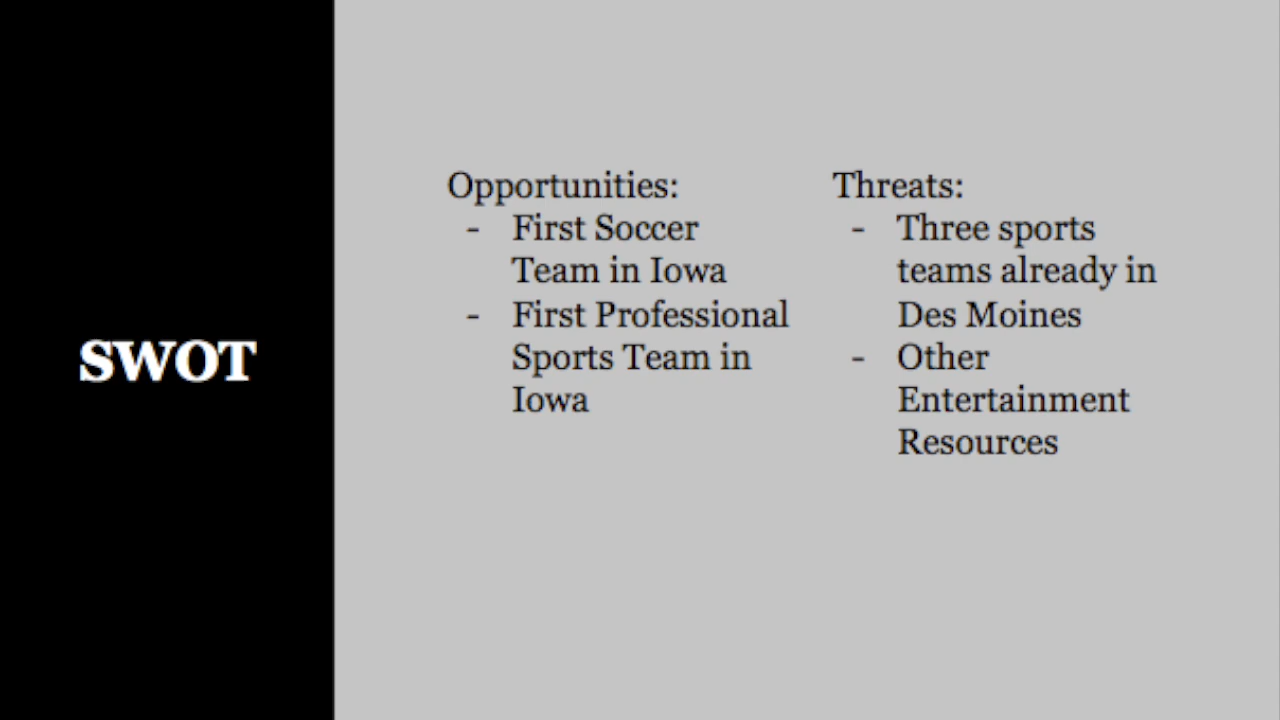 SWOT
Opportunities:
- First Soccer
Team in Iowa
- First Professional
Sports Team in
Iowa
Threats:
- Three sports
teams already in
Des Moines
- Other
Entertainment
Resources